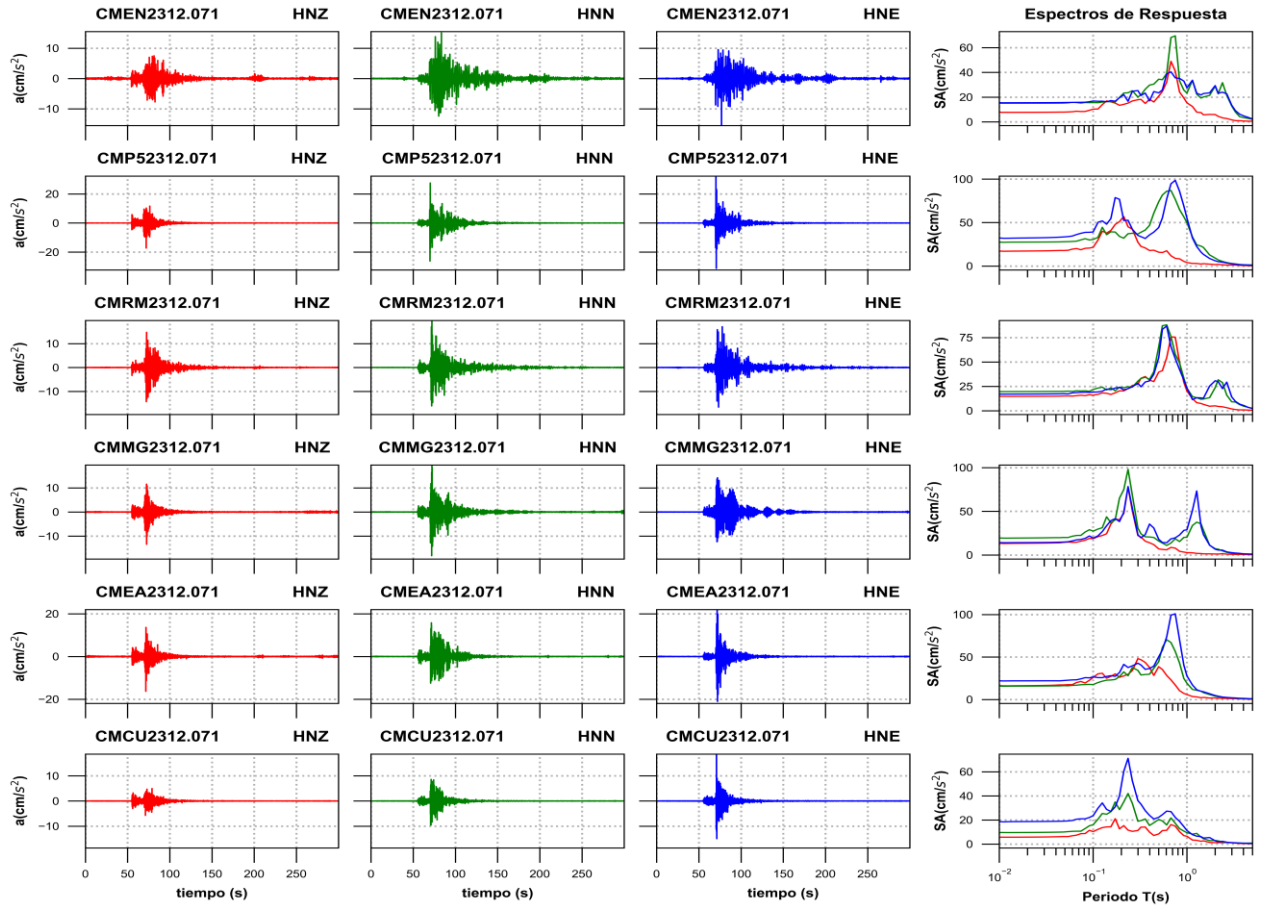 CMEN2312.071 HNZ CMEN2312.071 HNN CMEN2312.071 HNE Espectros de Respuesta
a(cm/s²) 10 0 −10 SA(cm/s²) 60 40 20 0
CMP52312.071 HNZ CMP52312.071 HNN CMP52312.071 HNE
a(cm/s²) 20 0 −20 SA(cm/s²) 100 50 0
CMRM2312.071 HNZ CMRM2312.071 HNN CMRM2312.071 HNE
a(cm/s²) 10 0 −10 SA(cm/s²) 75 50 25 0
CMMG2312.071 HNZ CMMG2312.071 HNN CMMG2312.071 HNE
a(cm/s²) 10 0 −10 SA(cm/s²) 100 50 0
CMEA2312.071 HNZ CMEA2312.071 HNN CMEA2312.071 HNE
a(cm/s²) 20 0 −20 SA(cm/s²) 100 50 0
CMCU2312.071 HNZ CMCU2312.071 HNN CMCU2312.071 HNE
a(cm/s²) 10 0 −10 SA(cm/s²) 60 40 20 0
0 50 100 150 200 250 0 50 100 150 200 250 0 50 100 150 200 250 10⁻² 10⁻¹ 10⁰
tiempo (s) tiempo (s) tiempo (s) Periodo T(s)